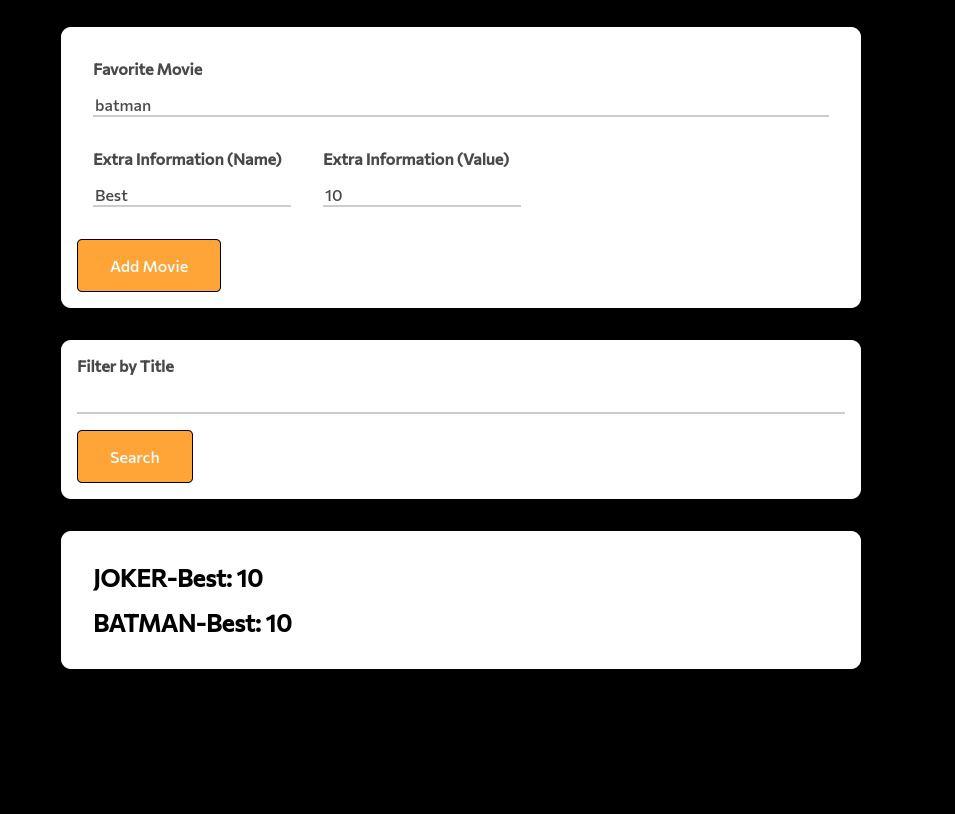 Favorite Movie
batman
Extra Information (Name) Extra Information (Value)
Best 10
Add Movie
Filter by Title
Search
JOKER-Best: 10
BATMAN-Best: 10